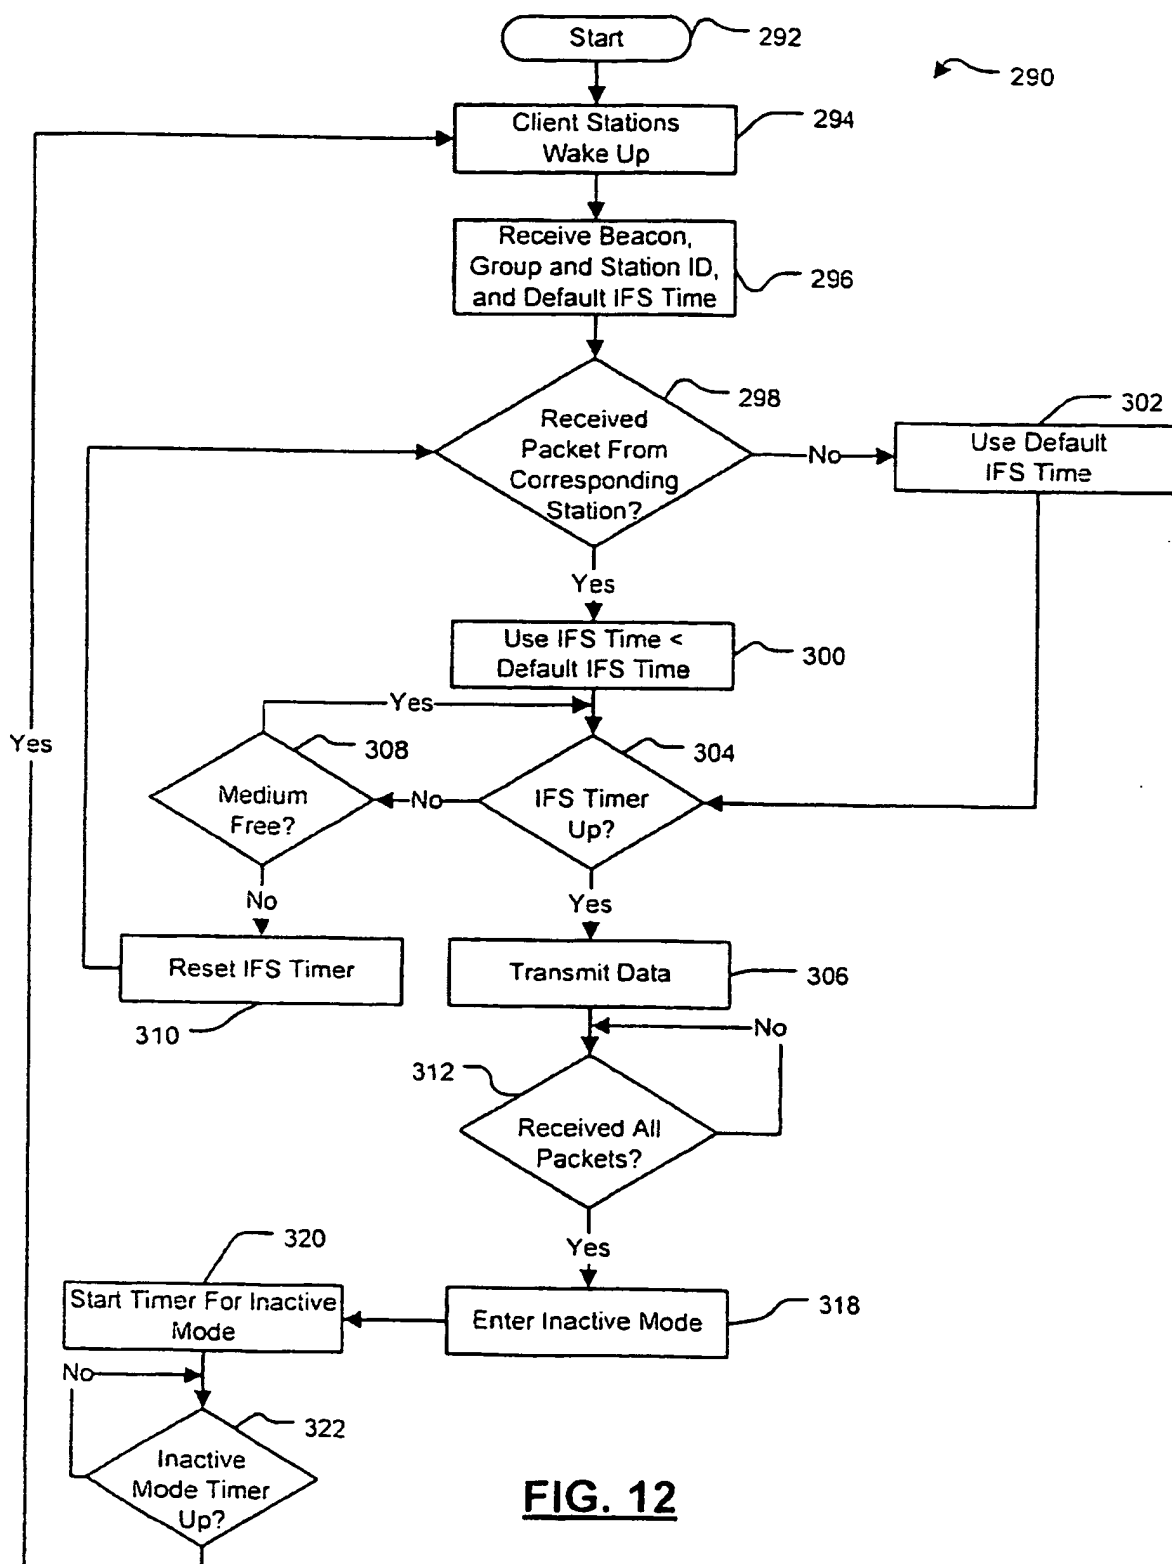 Start
292
290
Client Stations
Wake Up
294
Receive Beacon,
Group and Station ID,
and Default IFS Time
296
298
Received
Packet From
Corresponding
Station?
No
302
Use Default
IFS Time
Yes
Use IFS Time <
Default IFS Time
300
Yes
Yes
308
304
Medium
Free?
No
IFS Timer
Up?
No
Yes
Reset IFS Timer
310
Transmit Data
306
No
312
Received All
Packets?
Yes
320
Start Timer For Inactive
Mode
Enter Inactive Mode
318
No
322
Inactive
Mode Timer
Up?
FIG. 12